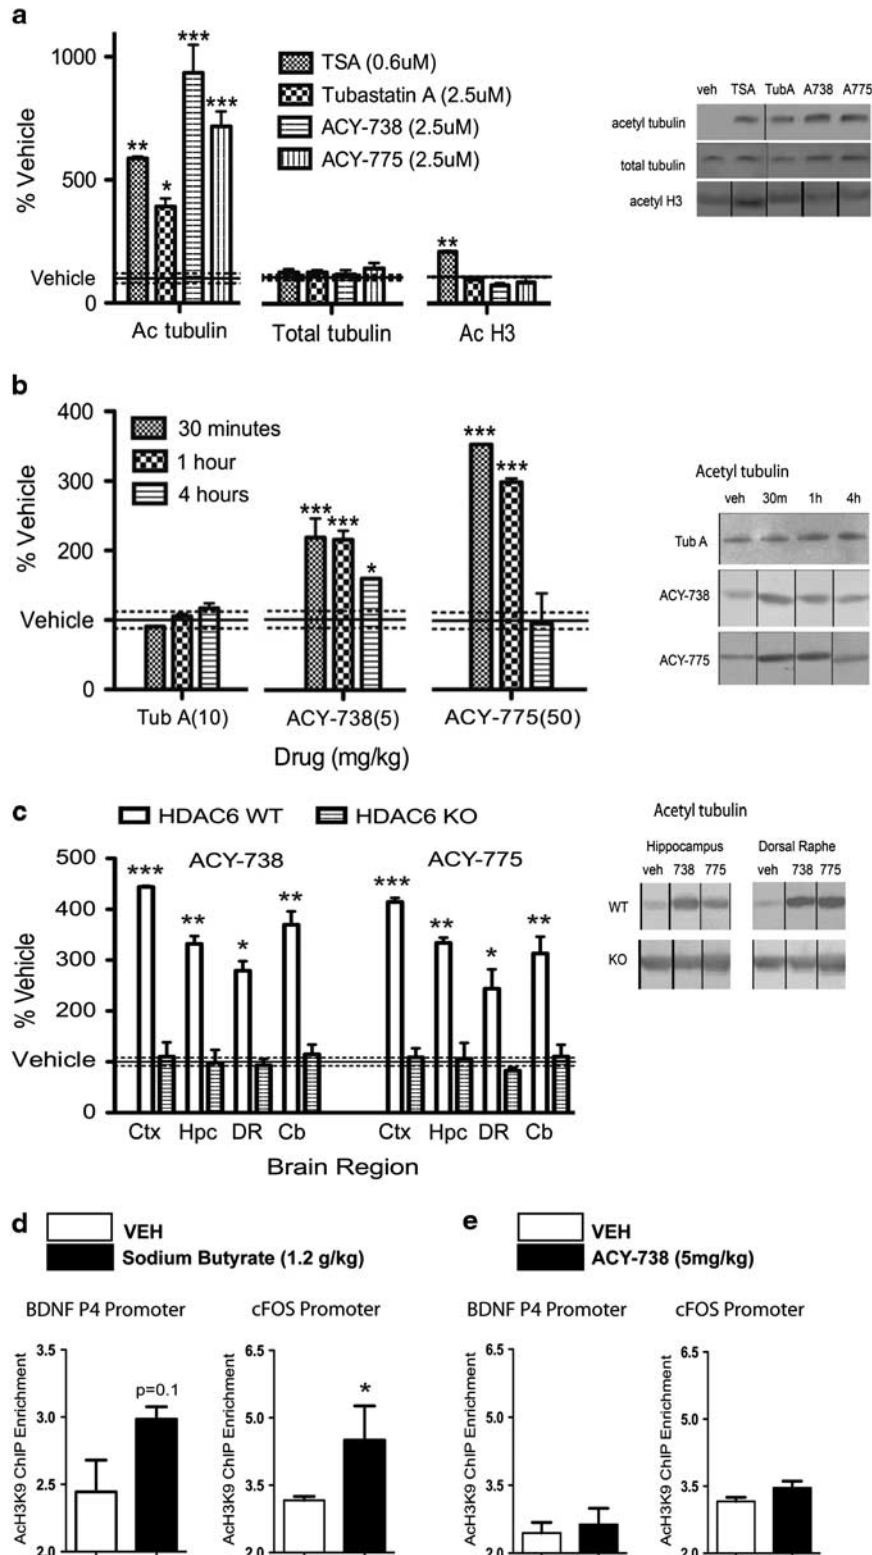 a
% Vehicle
1000
500
Vehicle
0
***
**
*
***
**
TSA (0.6uM)
Tubastatin A (2.5uM)
ACY-738 (2.5uM)
ACY-775 (2.5uM)
Ac tubulin
Total tubulin
Ac H3
veh TSA TubA A738 A775
acetyl tubulin
total tubulin
acetyl H3
b
% Vehicle
400
300
200
Vehicle
0
30 minutes
1 hour
4 hours
***
***
*
***
***
Tub A(10)
ACY-738(5)
ACY-775(50)
Drug (mg/kg)
Acetyl tubulin
veh 30m 1h 4h
Tub A
ACY-738
ACY-775
c
HDAC6 WT
HDAC6 KO
ACY-738
ACY-775
% Vehicle
500
400
300
200
Vehicle
0
***
**
*
**
***
**
*
**
Ctx Hpc DR Cb
Ctx Hpc DR Cb
Brain Region
Acetyl tubulin
Hippocampus
Dorsal Raphe
veh 738 775
veh 738 775
WT
KO
d
VEH
Sodium Butyrate (1.2 g/kg)
BDNF P4 Promoter
AcH3K9 ChIP Enrichment
3.5
3.0
2.5
2.0
p=0.1
cFOS Promoter
AcH3K9 ChIP Enrichment
6.5
5.0
3.5
2.0
*
e
VEH
ACY-738 (5mg/kg)
BDNF P4 Promoter
AcH3K9 ChIP Enrichment
6.5
5.0
3.5
2.0
cFOS Promoter
AcH3K9 ChIP Enrichment
6.5
5.0
3.5
2.0